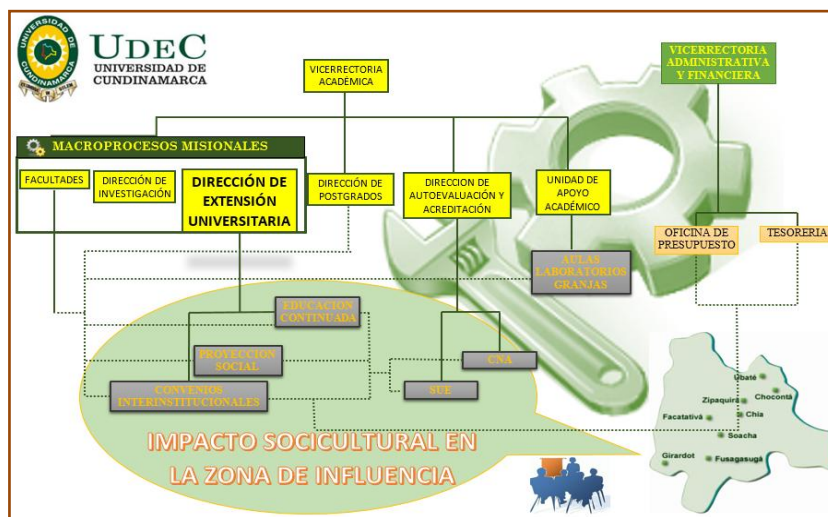 UDEC
UNIVERSIDAD DE
CUNDINAMARCA
VICERRECTORIA
ACADÉMICA
VICERRECTORIA
ADMINISTRATIVA
Y FINANCIERA
MACROPROCESOS MISIONALES
FACULTADES
DIRECCIÓN DE
INVESTIGACIÓN
DIRECCIÓN DE
EXTENSIÓN
UNIVERSITARIA
DIRECCIÓN DE
POSTGRADOS
DIRECCION DE
AUTOEVALUACIÓN Y
ACREDITACIÓN
UNIDAD DE
APOYO
ACADÉMICO
OFICINA DE
PRESUPUESTO
TESORERIA
AULAS
LABORATORIOS
GRANJAS
EDUCACION
CONTINUADA
PROYECCION
SOCIAL
CNA
CONVENIOS
INTERINSTITUCIONALES
SUE
IMPACTO SOCICULTURAL EN
LA ZONA DE INFLUENCIA
Ubaté
Chocontá
Zipaquirá
Chía
Facatativá
Soacha
Girardot
Fusagasugá